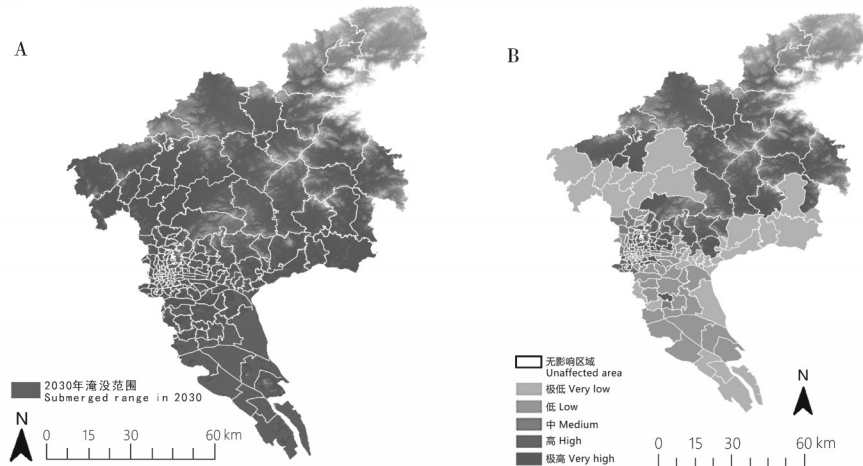 A
B
2030年淹没范围
Submerged range in 2030
N
0 15 30 60 km
无影响区域
Unaffected area
极低 Very low
低 Low
中 Medium
高 High
极高 Very high
N
0 15 30 60 km